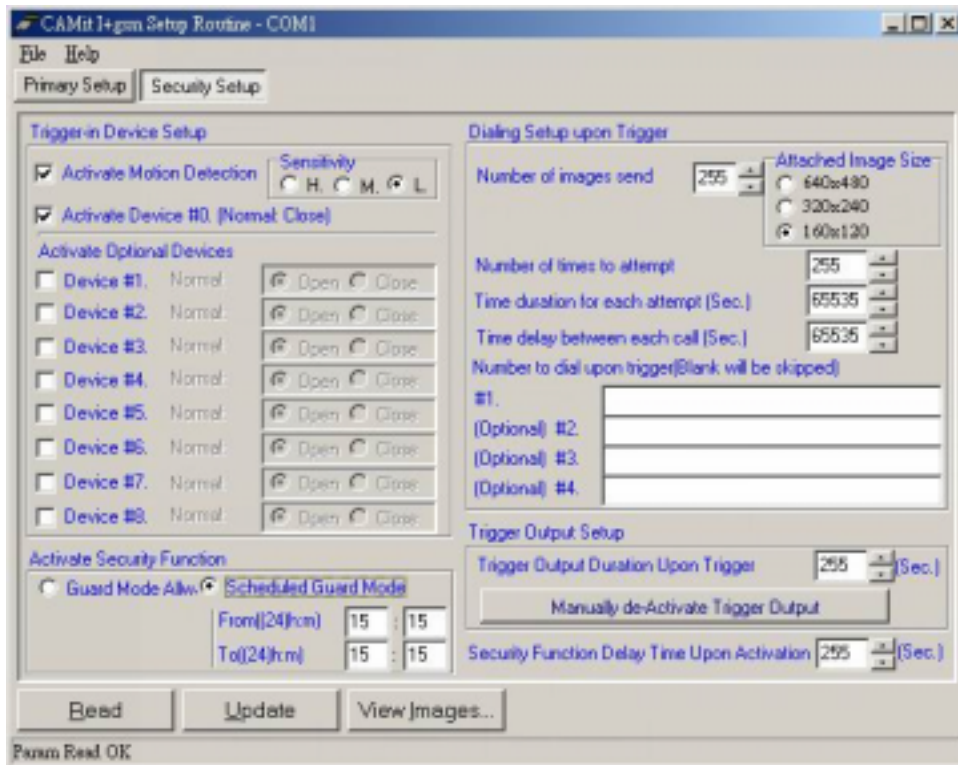 CAMit I+gsm Setup Routine - COM1
File Help
Primary Setup Security Setup
Trigger-in Device Setup
Activate Motion Detection
Sensitivity
H. M. L.
Activate Device #0. (Normal: Close)
Activate Optional Devices
Device #1. Normal: Open Close
Device #2. Normal: Open Close
Device #3. Normal: Open Close
Device #4. Normal: Open Close
Device #5. Normal: Open Close
Device #6. Normal: Open Close
Device #7. Normal: Open Close
Device #8. Normal: Open Close
Activate Security Function
Guard Mode Allw. Scheduled Guard Mode
From((24)h:m) 15 : 15
To((24)h:m) 15 : 15
Dialing Setup upon Trigger
Number of images send 255
Attached Image Size
640x480
320x240
160x120
Number of times to attempt 255
Time duration for each attempt (Sec.) 65535
Time delay between each call (Sec.) 65535
Number to dial upon trigger(Blank will be skipped)
#1.
(Optional) #2.
(Optional) #3.
(Optional) #4.
Trigger Output Setup
Trigger Output Duration Upon Trigger 255 (Sec.)
Manually de-Activate Trigger Output
Security Function Delay Time Upon Activation 255 (Sec.)
Read Update View Images...
Param Read OK